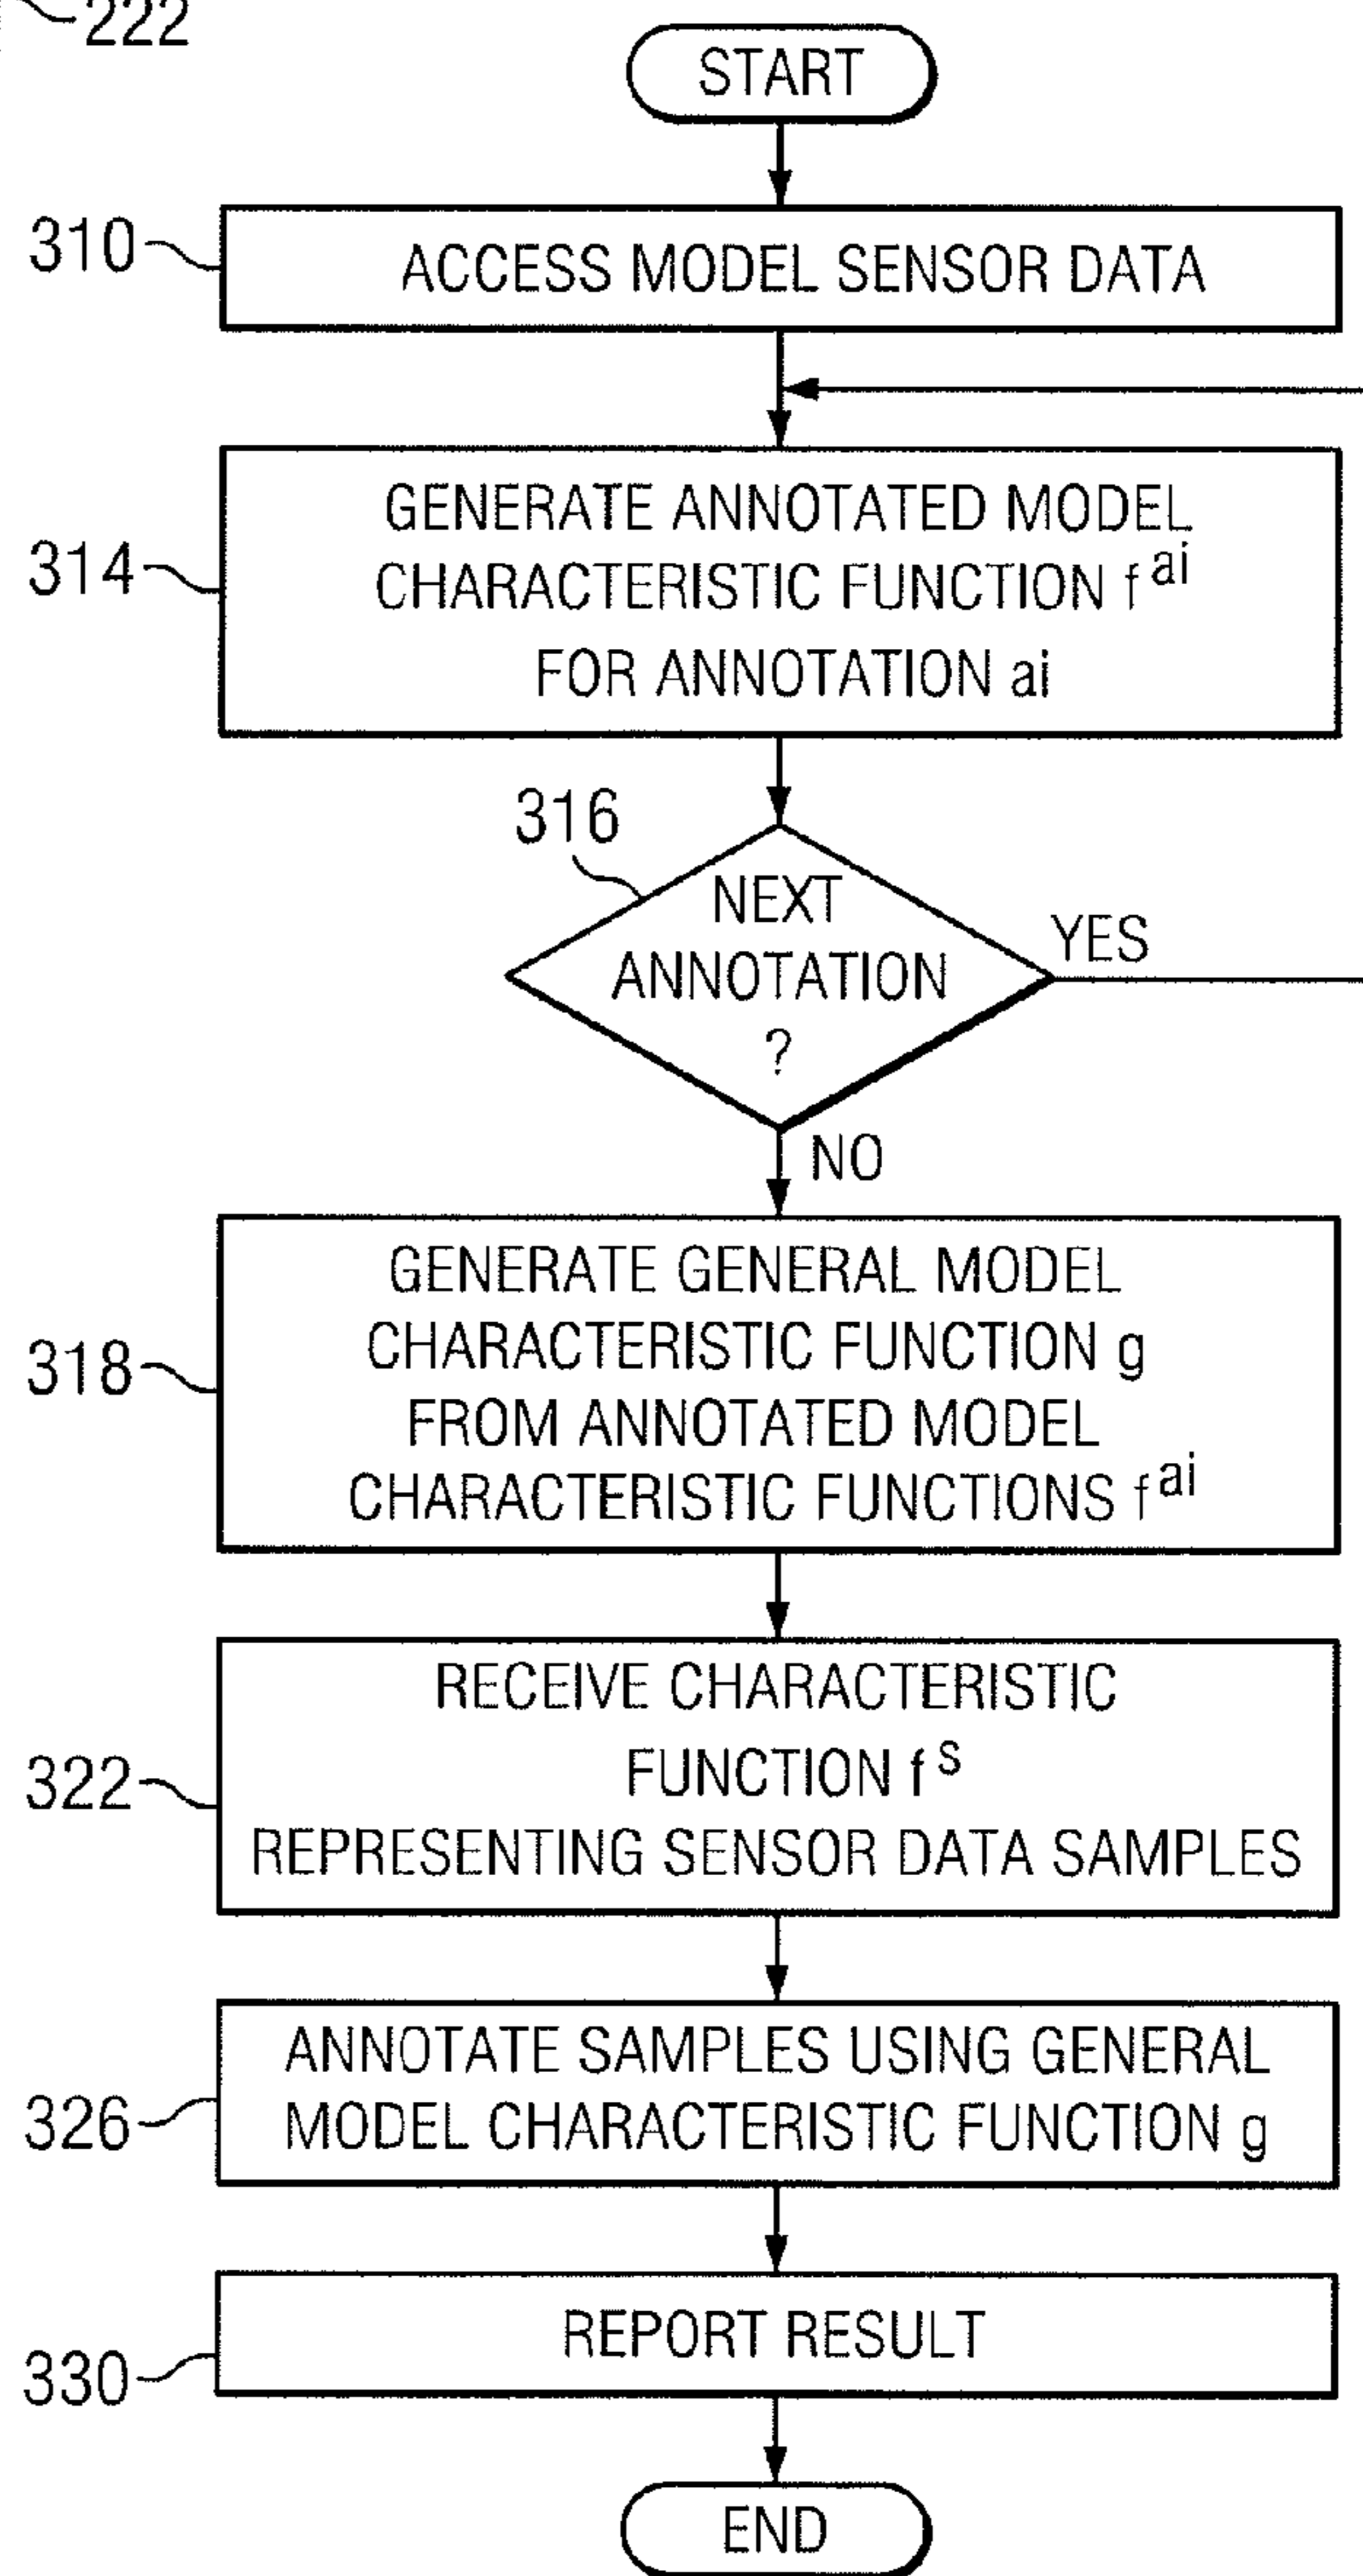 222
START
310
ACCESS MODEL SENSOR DATA
314
GENERATE ANNOTATED MODEL
CHARACTERISTIC FUNCTION f^ai
FOR ANNOTATION ai
316
NEXT
ANNOTATION
?
YES
NO
318
GENERATE GENERAL MODEL
CHARACTERISTIC FUNCTION g
FROM ANNOTATED MODEL
CHARACTERISTIC FUNCTIONS f^ai
322
RECEIVE CHARACTERISTIC
FUNCTION f^s
REPRESENTING SENSOR DATA SAMPLES
326
ANNOTATE SAMPLES USING GENERAL
MODEL CHARACTERISTIC FUNCTION g
330
REPORT RESULT
END